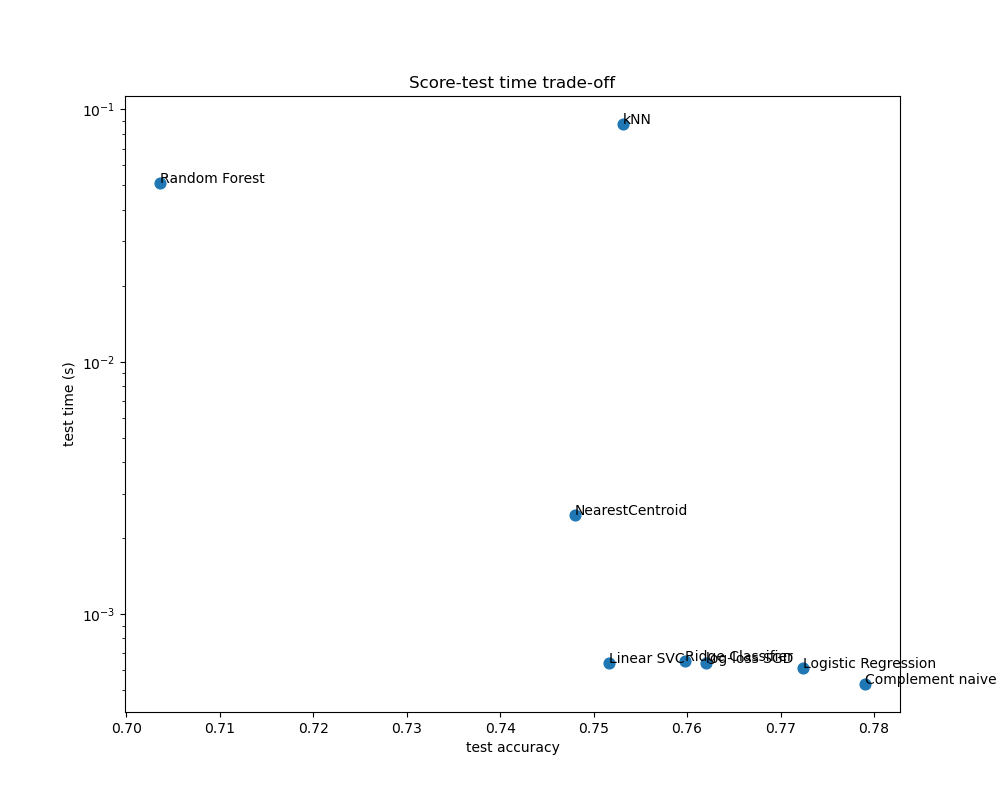 Score-test time trade-off
10⁻¹
10⁻²
10⁻³
test time (s)
kNN
Random Forest
NearestCentroid
Linear SVC
Ridge Classifier
log-loss SGD
Logistic Regression
Complement naive
0.70 0.71 0.72 0.73 0.74 0.75 0.76 0.77 0.78
test accuracy